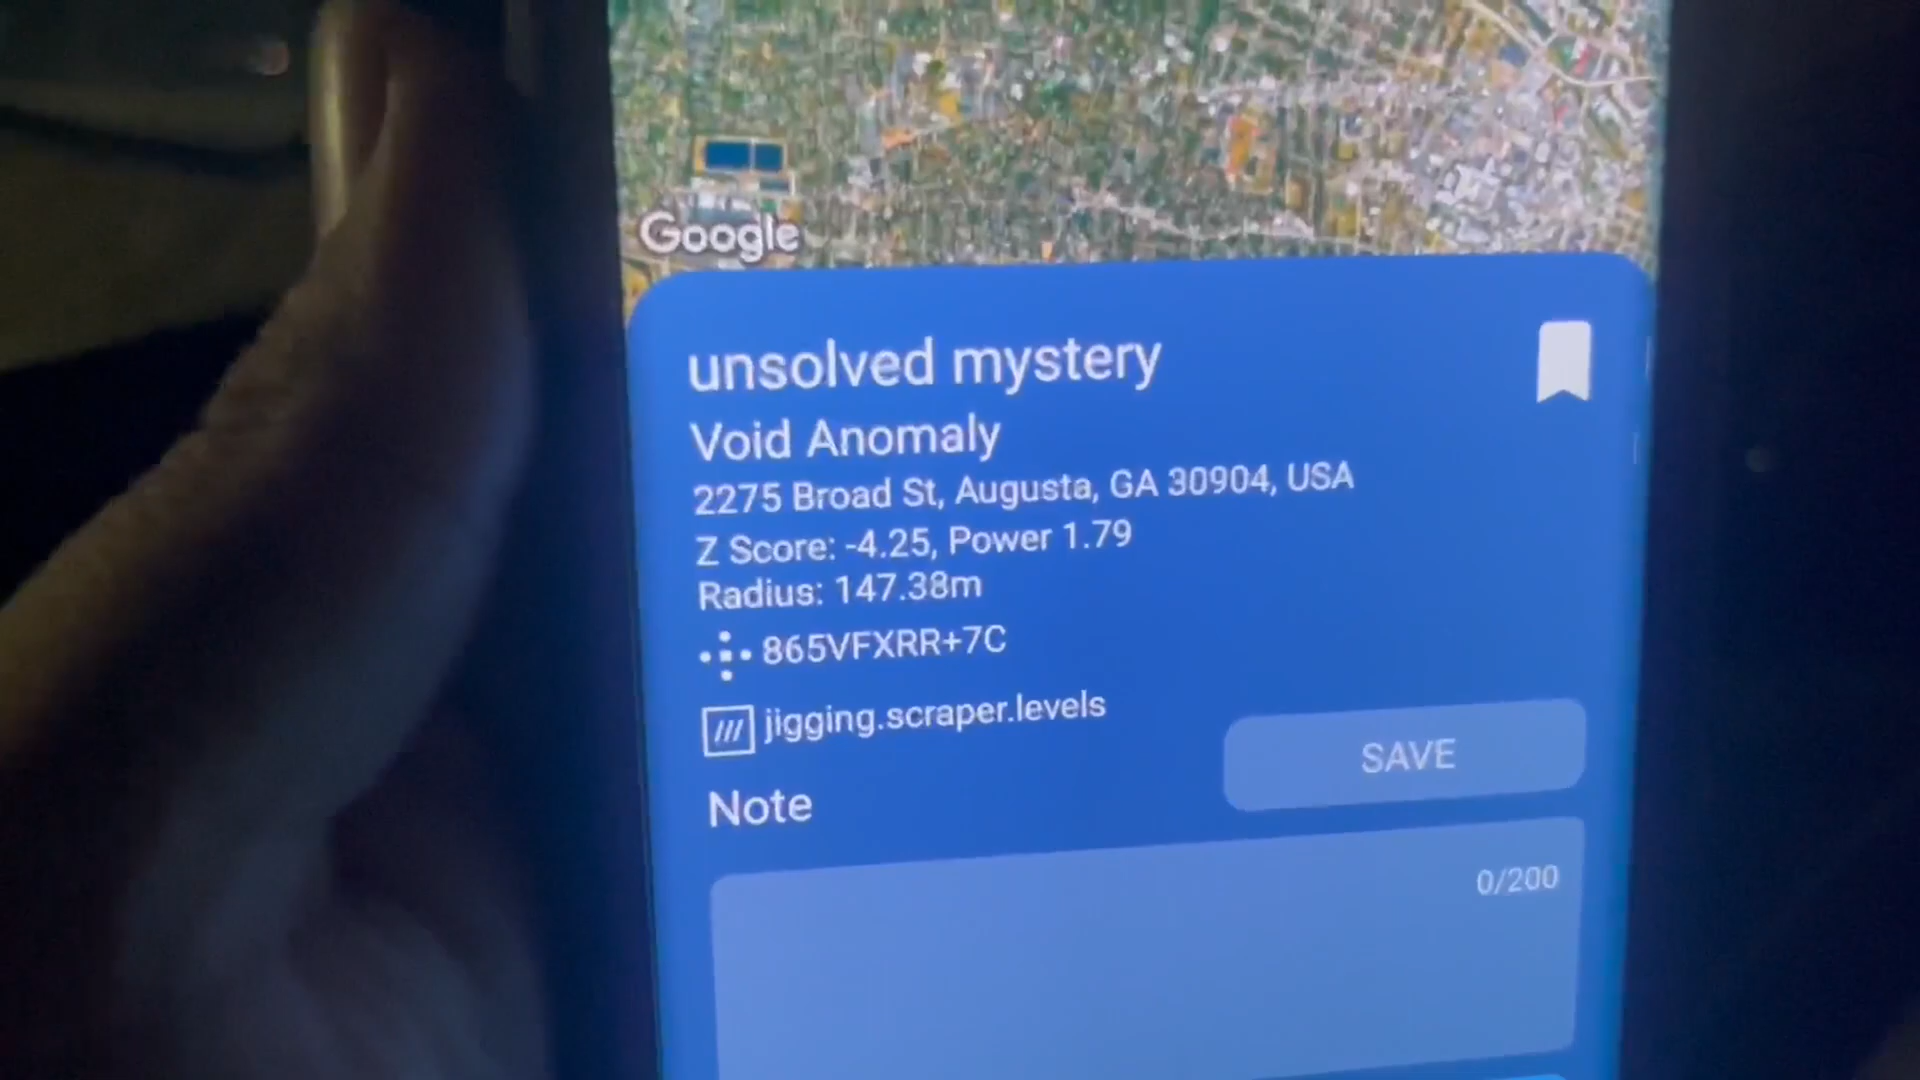 Google
unsolved mystery
Void Anomaly
2275 Broad St, Augusta, GA 30904, USA
Z Score: -4.25, Power 1.79
Radius: 147.38m
865VFXRR+7C
/// jigging.scraper.levels
SAVE
Note
0/200